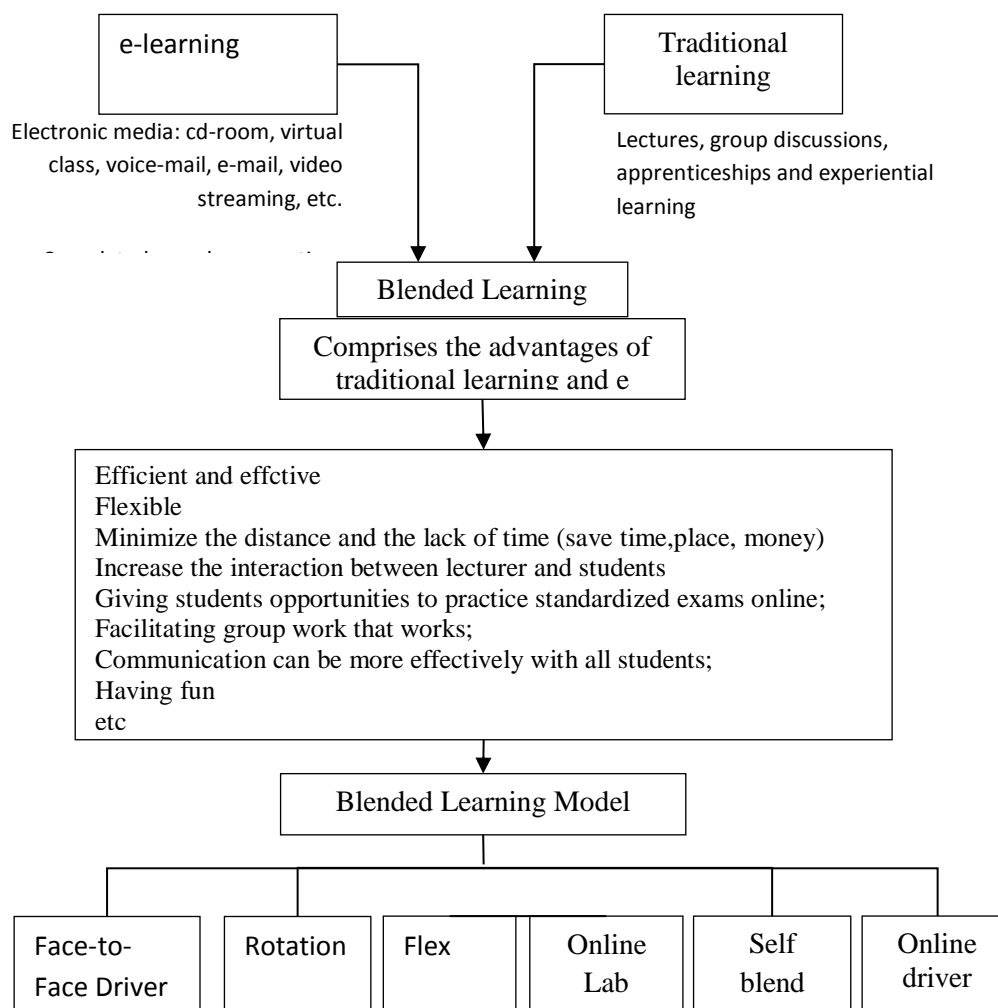 e-learning
Traditional
learning
Electronic media: cd-room, virtual
class, voice-mail, e-mail, video
streaming, etc.
Lectures, group discussions,
apprenticeships and experiential
learning
Blended Learning
Comprises the advantages of
traditional learning and e
Efficient and effctive
Flexible
Minimize the distance and the lack of time (save time,place, money)
Increase the interaction between lecturer and students
Giving students opportunities to practice standardized exams online;
Facilitating group work that works;
Communication can be more effectively with all students;
Having fun
etc
Blended Learning Model
Face-to-
Face Driver
Rotation
Flex
Online
Lab
Self
blend
Online
driver